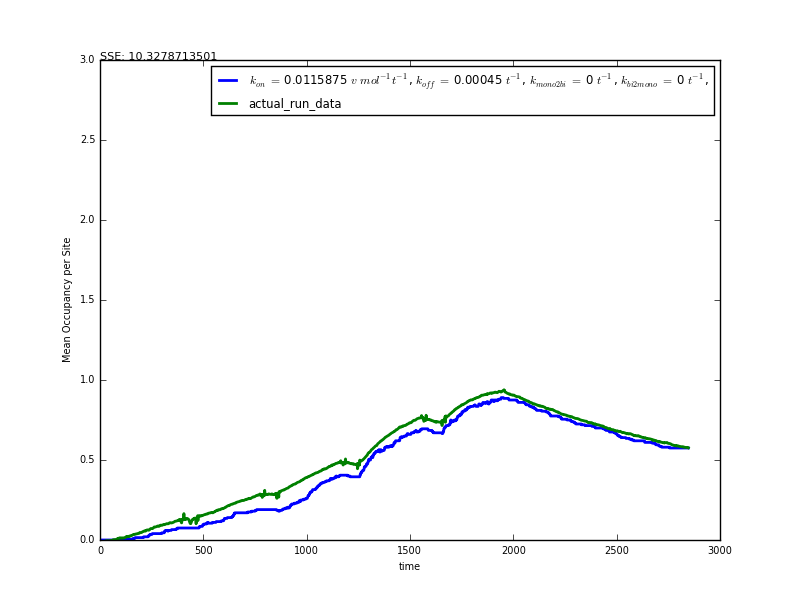 SSE: 10.3278713501
k_on = 0.0115875 v mol^-1 t^-1, k_off = 0.00045 t^-1, k_mono2bi = 0 t^-1, k_bi2mono = 0 t^-1,
actual_run_data
3.0
2.5
2.0
1.5
1.0
0.5
0.0
Mean Occupancy per Site
0 500 1000 1500 2000 2500 3000
time